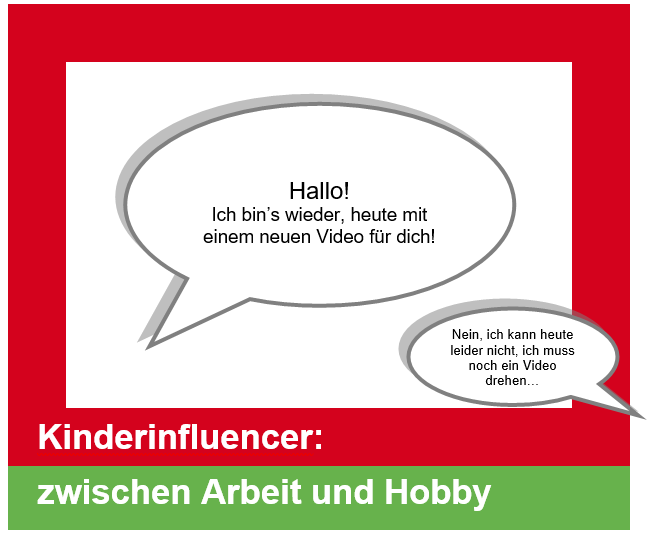 Hallo!
Ich bin’s wieder, heute mit
einem neuen Video für dich!
Nein, ich kann heute
leider nicht, ich muss
noch ein Video
drehen…
Kinderinfluencer:
zwischen Arbeit und Hobby